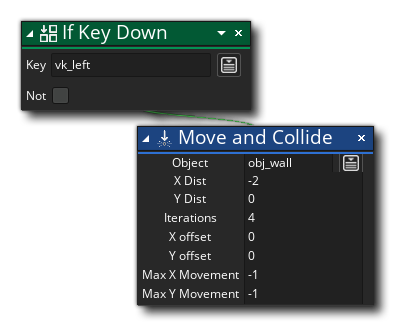 If Key Down
Key vk_left
Not
Move and Collide
Object obj_wall
X Dist -2
Y Dist 0
Iterations 4
X offset 0
Y offset 0
Max X Movement -1
Max Y Movement -1